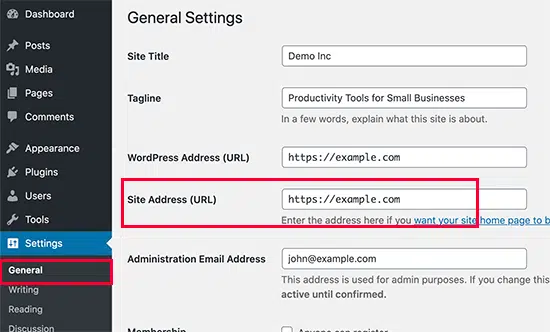 Dashboard
Posts
Media
Pages
Comments
Appearance
Plugins
Users
Tools
Settings
General
Writing
Reading
Discussion
General Settings
Site Title
Demo Inc
Tagline
Productivity Tools for Small Businesses
In a few words, explain what this site is about.
WordPress Address (URL)
https://example.com
Site Address (URL)
https://example.com
Enter the address here if you want your site home page to b
Administration Email Address
john@example.com
This address is used for admin purposes. If you change this
active until confirmed.
Membership
Anyone can register